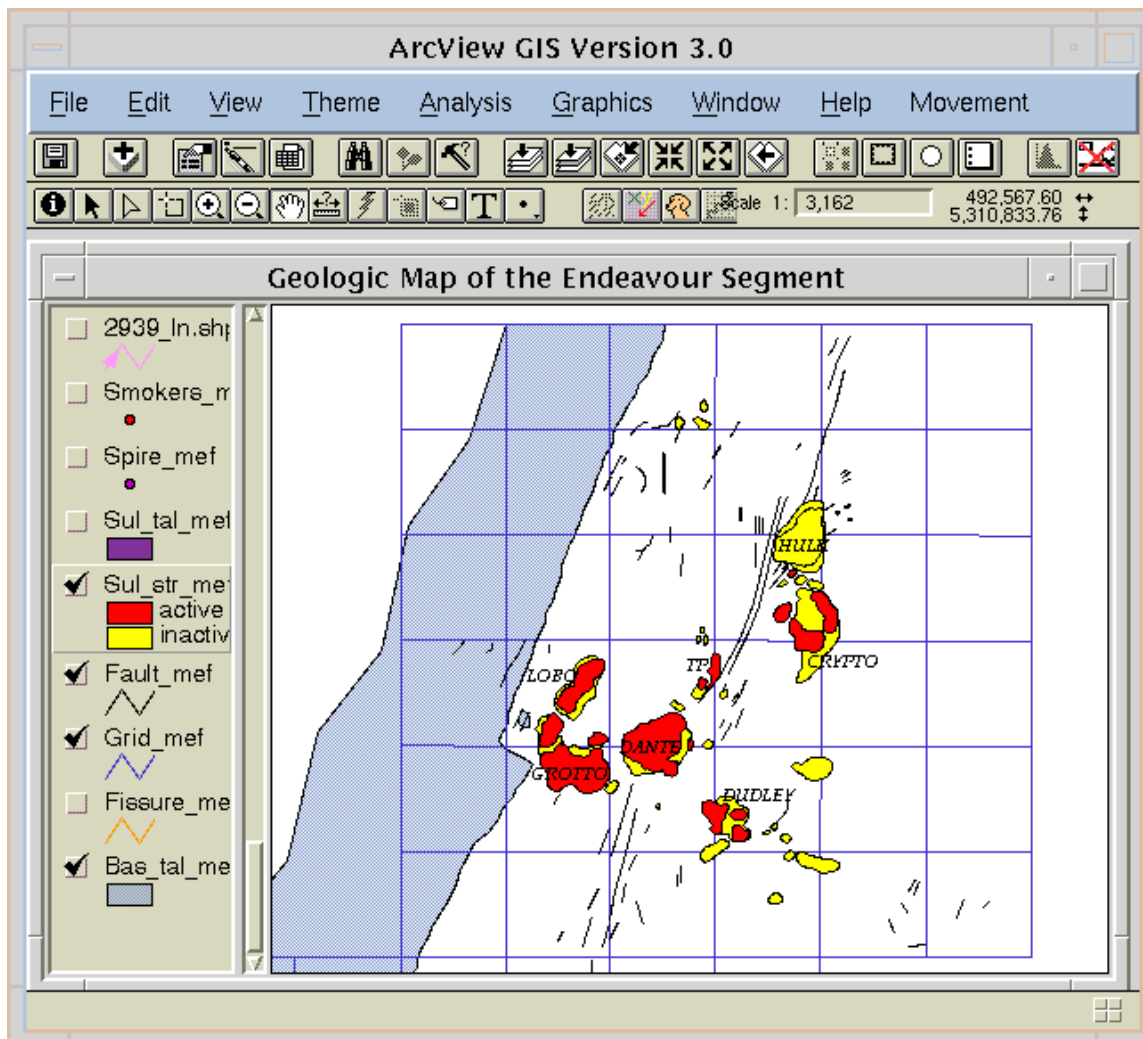 ArcView GIS Version 3.0
File Edit View Theme Analysis Graphics Window Help Movement
Scale 1: 3,162
492,567.60
5,310,833.76
Geologic Map of the Endeavour Segment
2939_ln.shp
Smokers_m
Spire_mef
Sul_tal_mef
Sul_str_mef
active
inactiv
Fault_mef
Grid_mef
Fissure_me
Bas_tal_me
HULK
CRYPTO
TP
LOBO
DANTE
GROTTO
DUDLEY